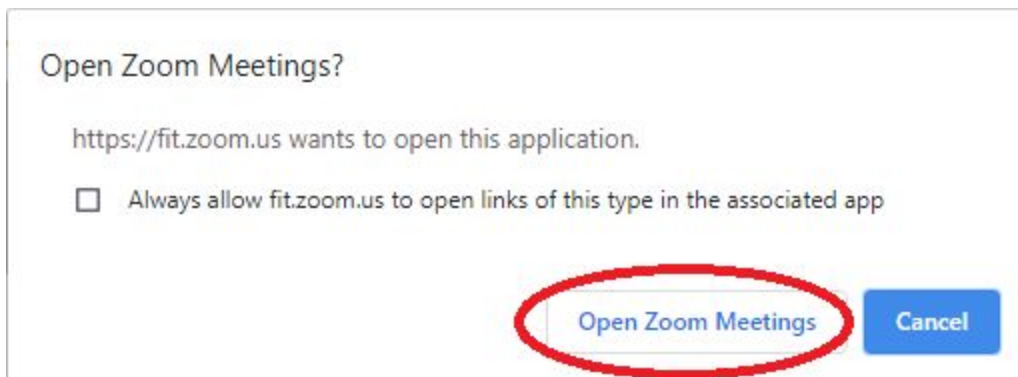 Open Zoom Meetings?
https://fit.zoom.us wants to open this application.
Always allow fit.zoom.us to open links of this type in the associated app
Open Zoom Meetings
Cancel